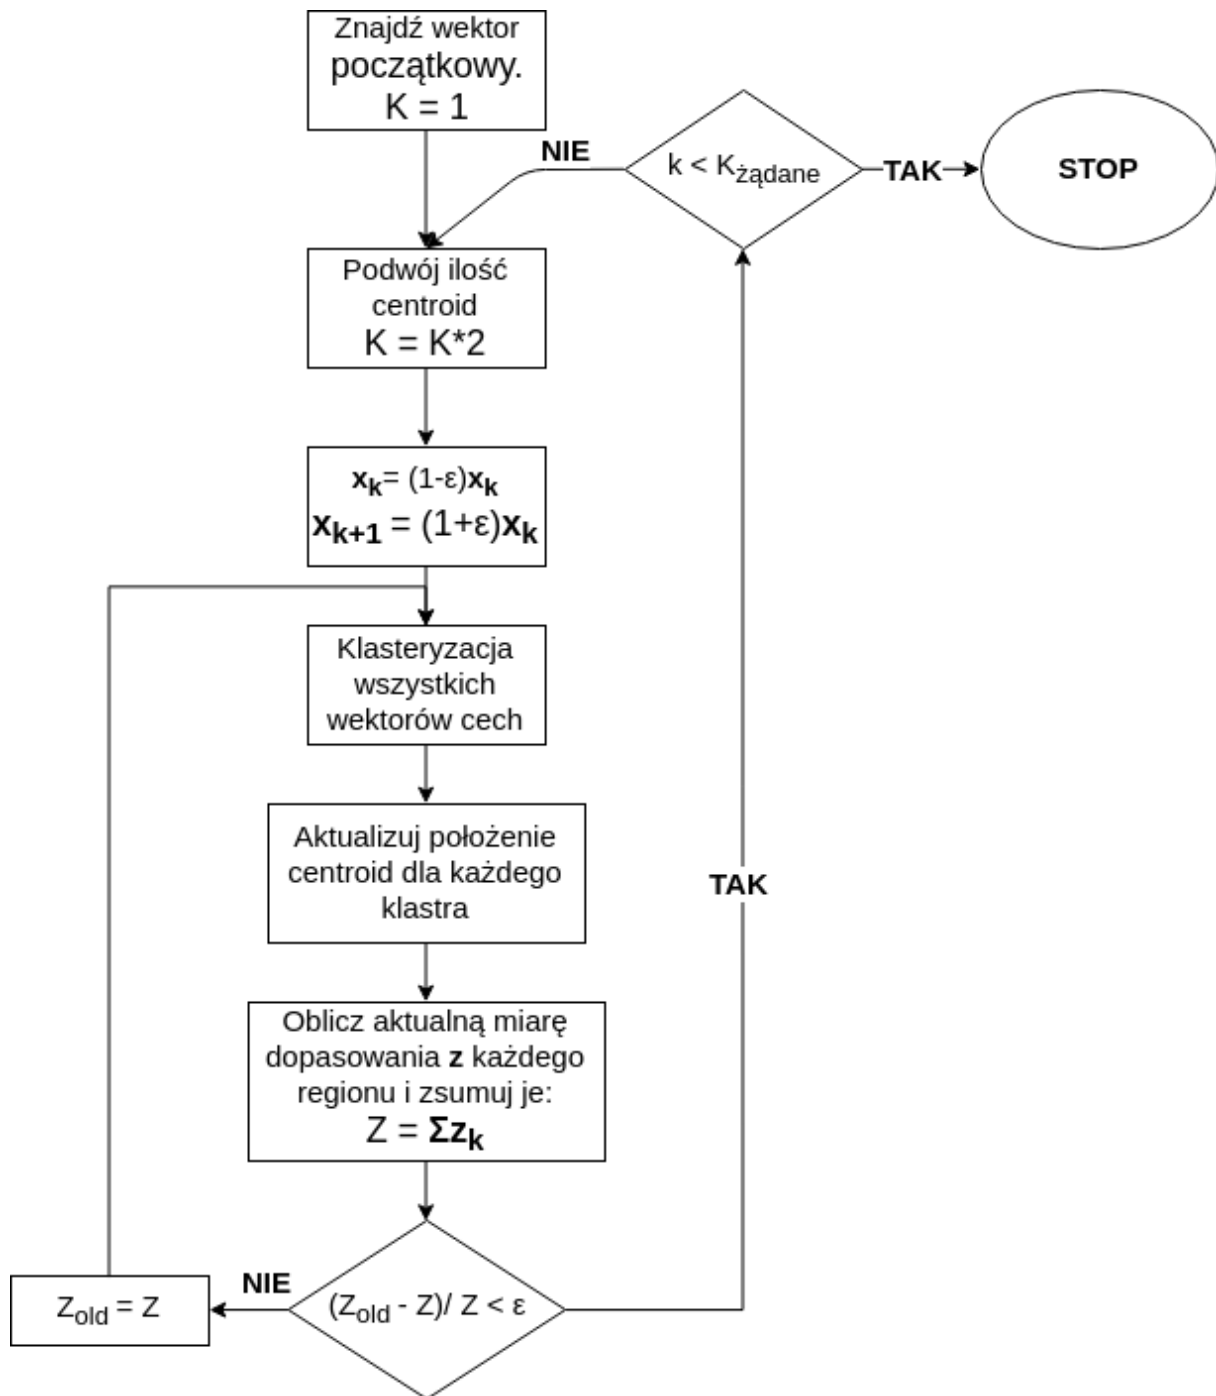 Znajdź wektor
początkowy.
K = 1
NIE
k < Kżądane
TAK
STOP
Podwój ilość
centroid
K = K*2
xk= (1-ε)xk
xk+1 = (1+ε)xk
Klasteryzacja
wszystkich
wektorów cech
Aktualizuj położenie
centroid dla każdego
klastra
TAK
Oblicz aktualną miarę
dopasowania z każdego
regionu i zsumuj je:
Z = Σzk
NIE
Zold = Z
(Zold - Z)/ Z < ε